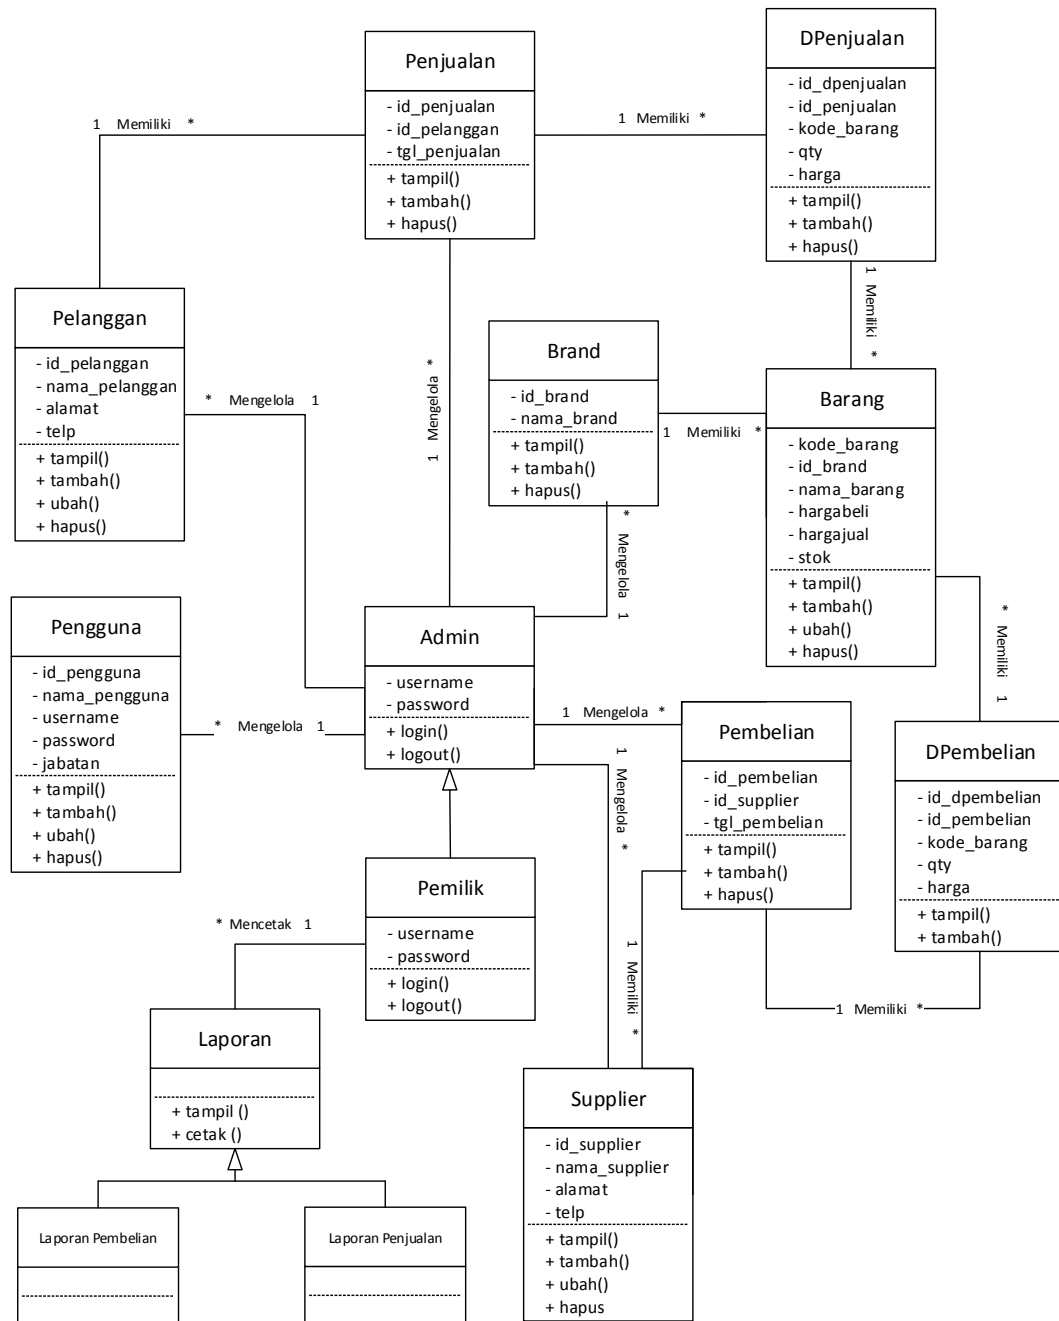 Penjualan
- id_penjualan
- id_pelanggan
- tgl_penjualan
+ tampil()
+ tambah()
+ hapus()
DPenjualan
- id_dpenjualan
- id_penjualan
- kode_barang
- qty
- harga
+ tampil()
+ tambah()
+ hapus()
1 Memiliki *
1 Memiliki *
1 Memiliki *
Pelanggan
- id_pelanggan
- nama_pelanggan
- alamat
- telp
+ tampil()
+ tambah()
+ ubah()
+ hapus()
* Mengelola 1
1 Mengelola *
Brand
- id_brand
- nama_brand
+ tampil()
+ tambah()
+ hapus()
1 Memiliki *
* Mengelola 1
Barang
- kode_barang
- id_brand
- nama_barang
- hargabeli
- hargajual
- stok
+ tampil()
+ tambah()
+ ubah()
+ hapus()
* Memiliki 1
Pengguna
- id_pengguna
- nama_pengguna
- username
- password
- jabatan
+ tampil()
+ tambah()
+ ubah()
+ hapus()
* Mengelola 1
Admin
- username
- password
+ login()
+ logout()
1 Mengelola *
1 Mengelola *
Pembelian
- id_pembelian
- id_supplier
- tgl_pembelian
+ tampil()
+ tambah()
+ hapus()
DPembelian
- id_dpembelian
- id_pembelian
- kode_barang
- qty
- harga
+ tampil()
+ tambah()
1 Memiliki *
1 Memiliki *
Pemilik
- username
- password
+ login()
+ logout()
* Mencetak 1
Laporan
+ tampil ()
+ cetak ()
Laporan Pembelian
Laporan Penjualan
Supplier
- id_supplier
- nama_supplier
- alamat
- telp
+ tampil()
+ tambah()
+ ubah()
+ hapus